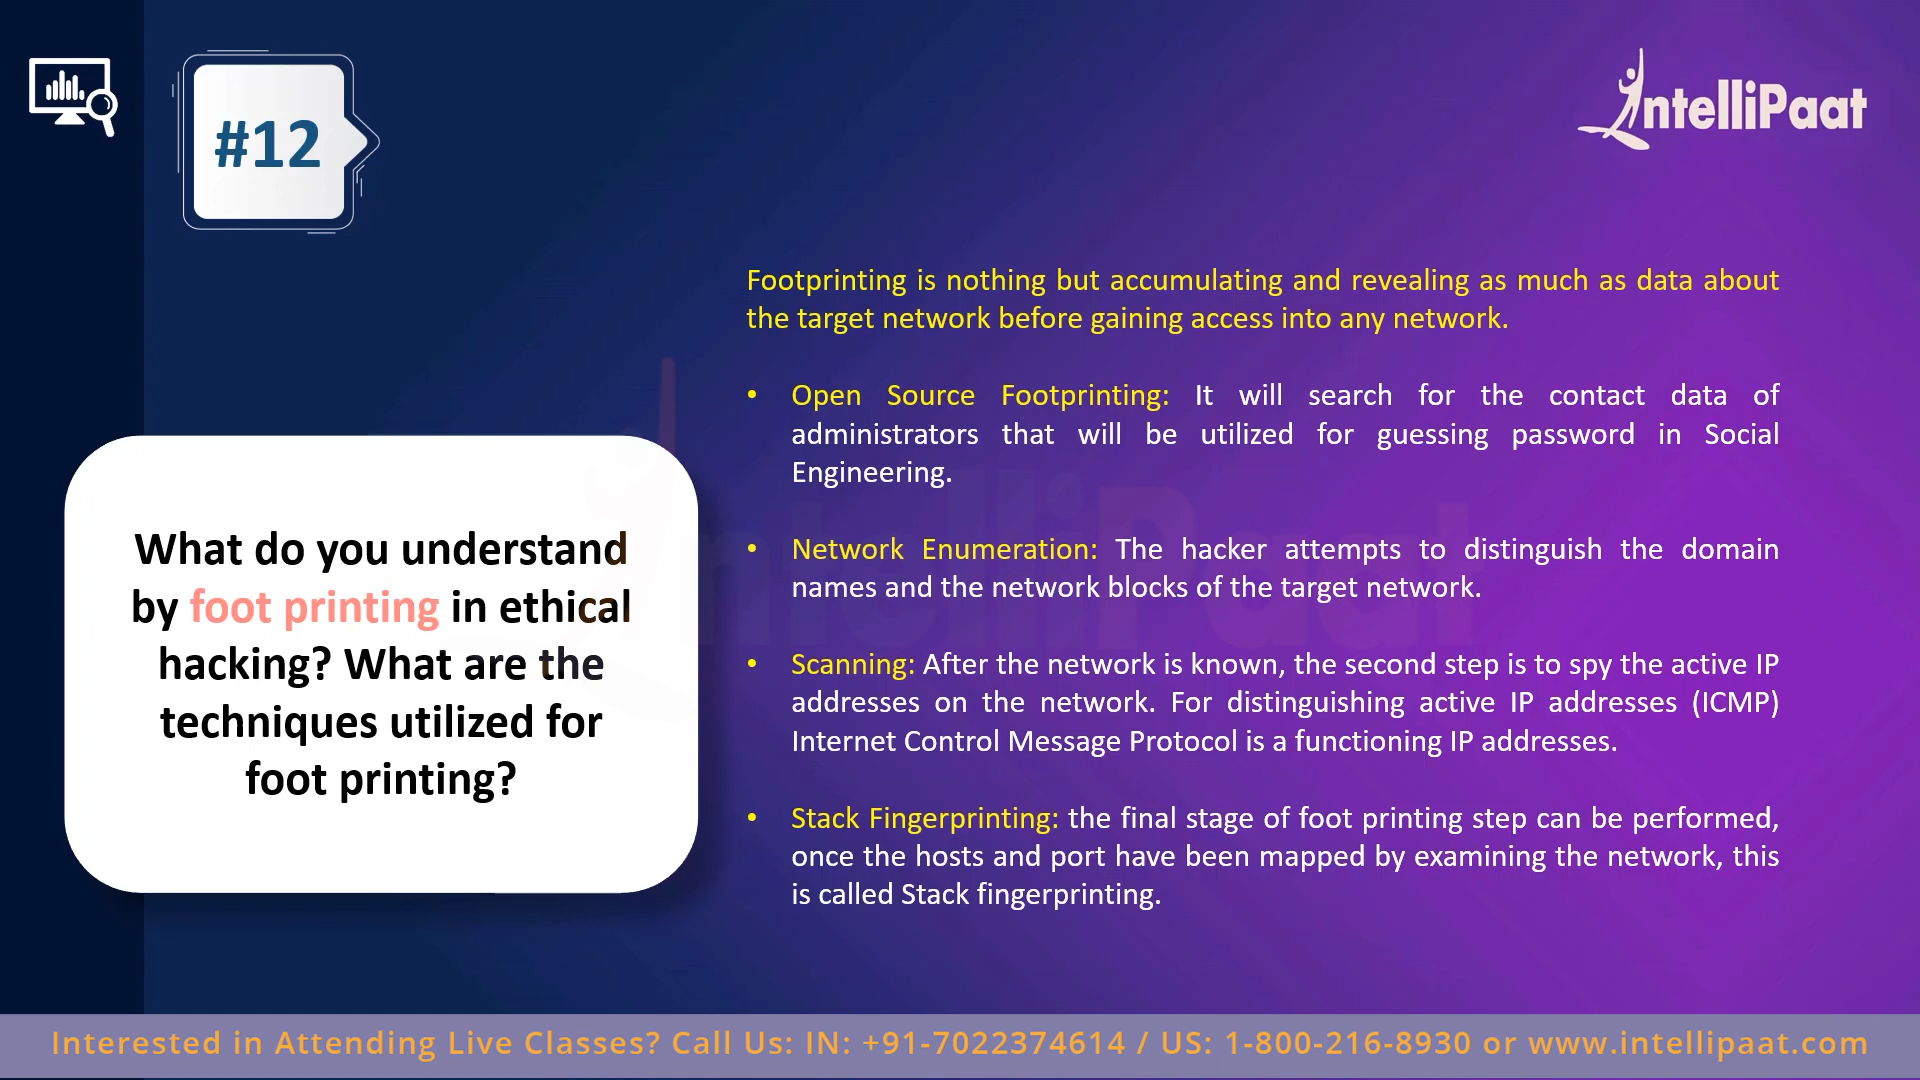 #12
IntelliPaat
What do you understand
by foot printing in ethical
hacking? What are the
techniques utilized for
foot printing?
Footprinting is nothing but accumulating and revealing as much as data about
the target network before gaining access into any network.
• Open Source Footprinting: It will search for the contact data of
administrators that will be utilized for guessing password in Social
Engineering.
• Network Enumeration: The hacker attempts to distinguish the domain
names and the network blocks of the target network.
• Scanning: After the network is known, the second step is to spy the active IP
addresses on the network. For distinguishing active IP addresses (ICMP)
Internet Control Message Protocol is a functioning IP addresses.
• Stack Fingerprinting: the final stage of foot printing step can be performed,
once the hosts and port have been mapped by examining the network, this
is called Stack fingerprinting.
IntelliPaat
Interested in Attending Live Classes? Call Us: IN: +91-7022374614 / US: 1-800-216-8930 or www.intellipaat.com